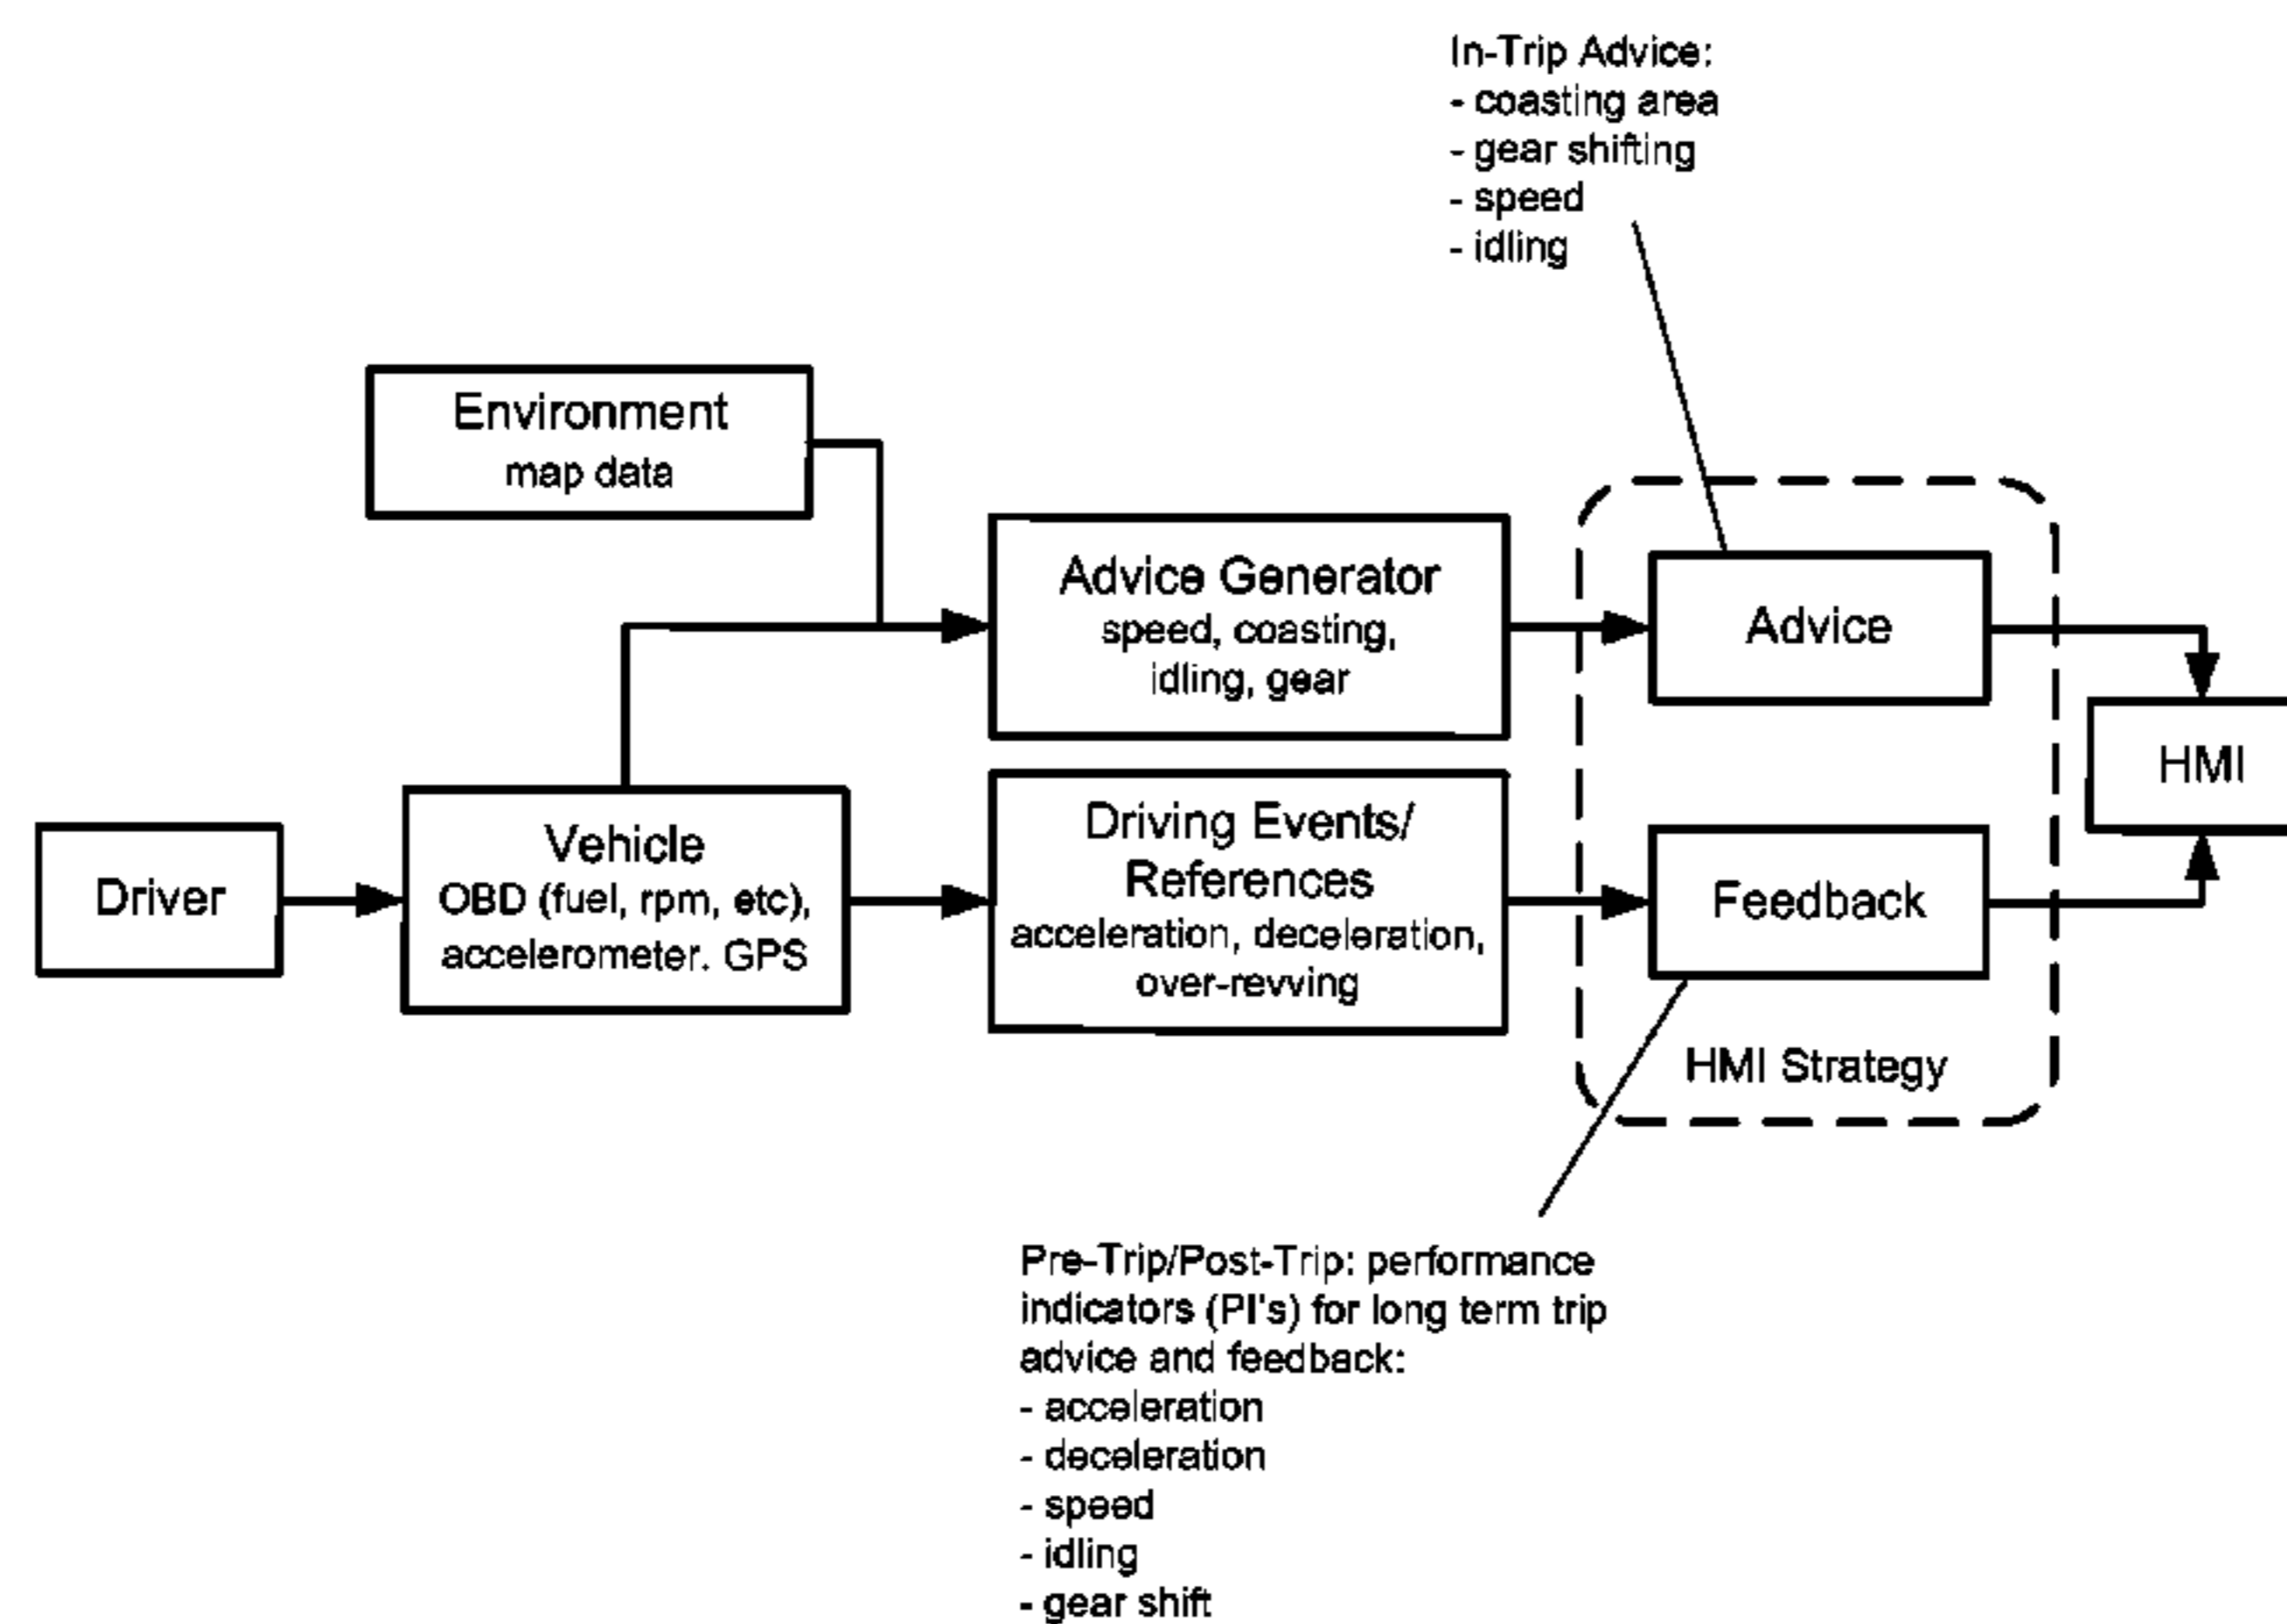 In-Trip Advice:
- coasting area
- gear shifting
- speed
- idling
Environment
map data
Advice Generator
speed, coasting,
idling, gear
Advice
HMI
Driver
Vehicle
OBD (fuel, rpm, etc),
accelerometer. GPS
Driving Events/
References
acceleration, deceleration,
over-revving
Feedback
HMI Strategy
Pre-Trip/Post-Trip: performance
indicators (PI's) for long term trip
advice and feedback:
- acceleration
- deceleration
- speed
- idling
- gear shift